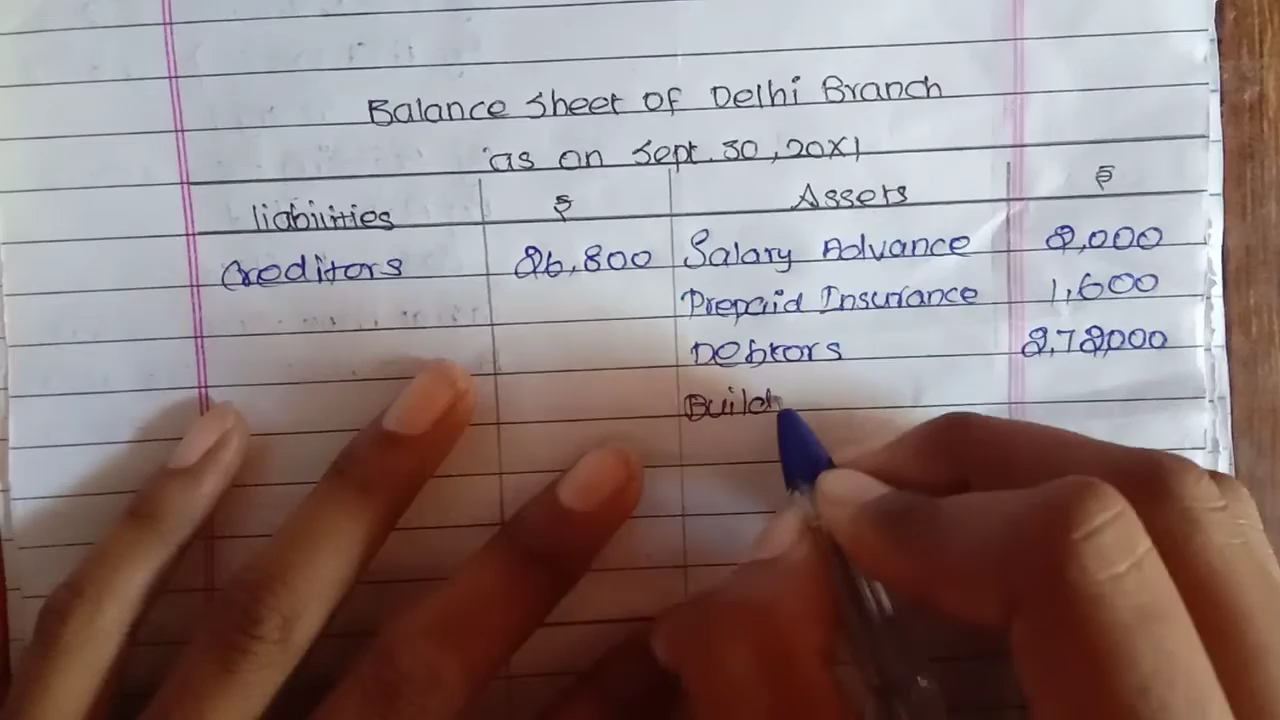 Balance Sheet of Delhi Branch
as on Sept. 30, 20X1
liabilities ₹ Assets ₹
Creditors 26,800 Salary Advance 2,000
Prepaid Insurance 1,600
Debtors 2,72,000
Build